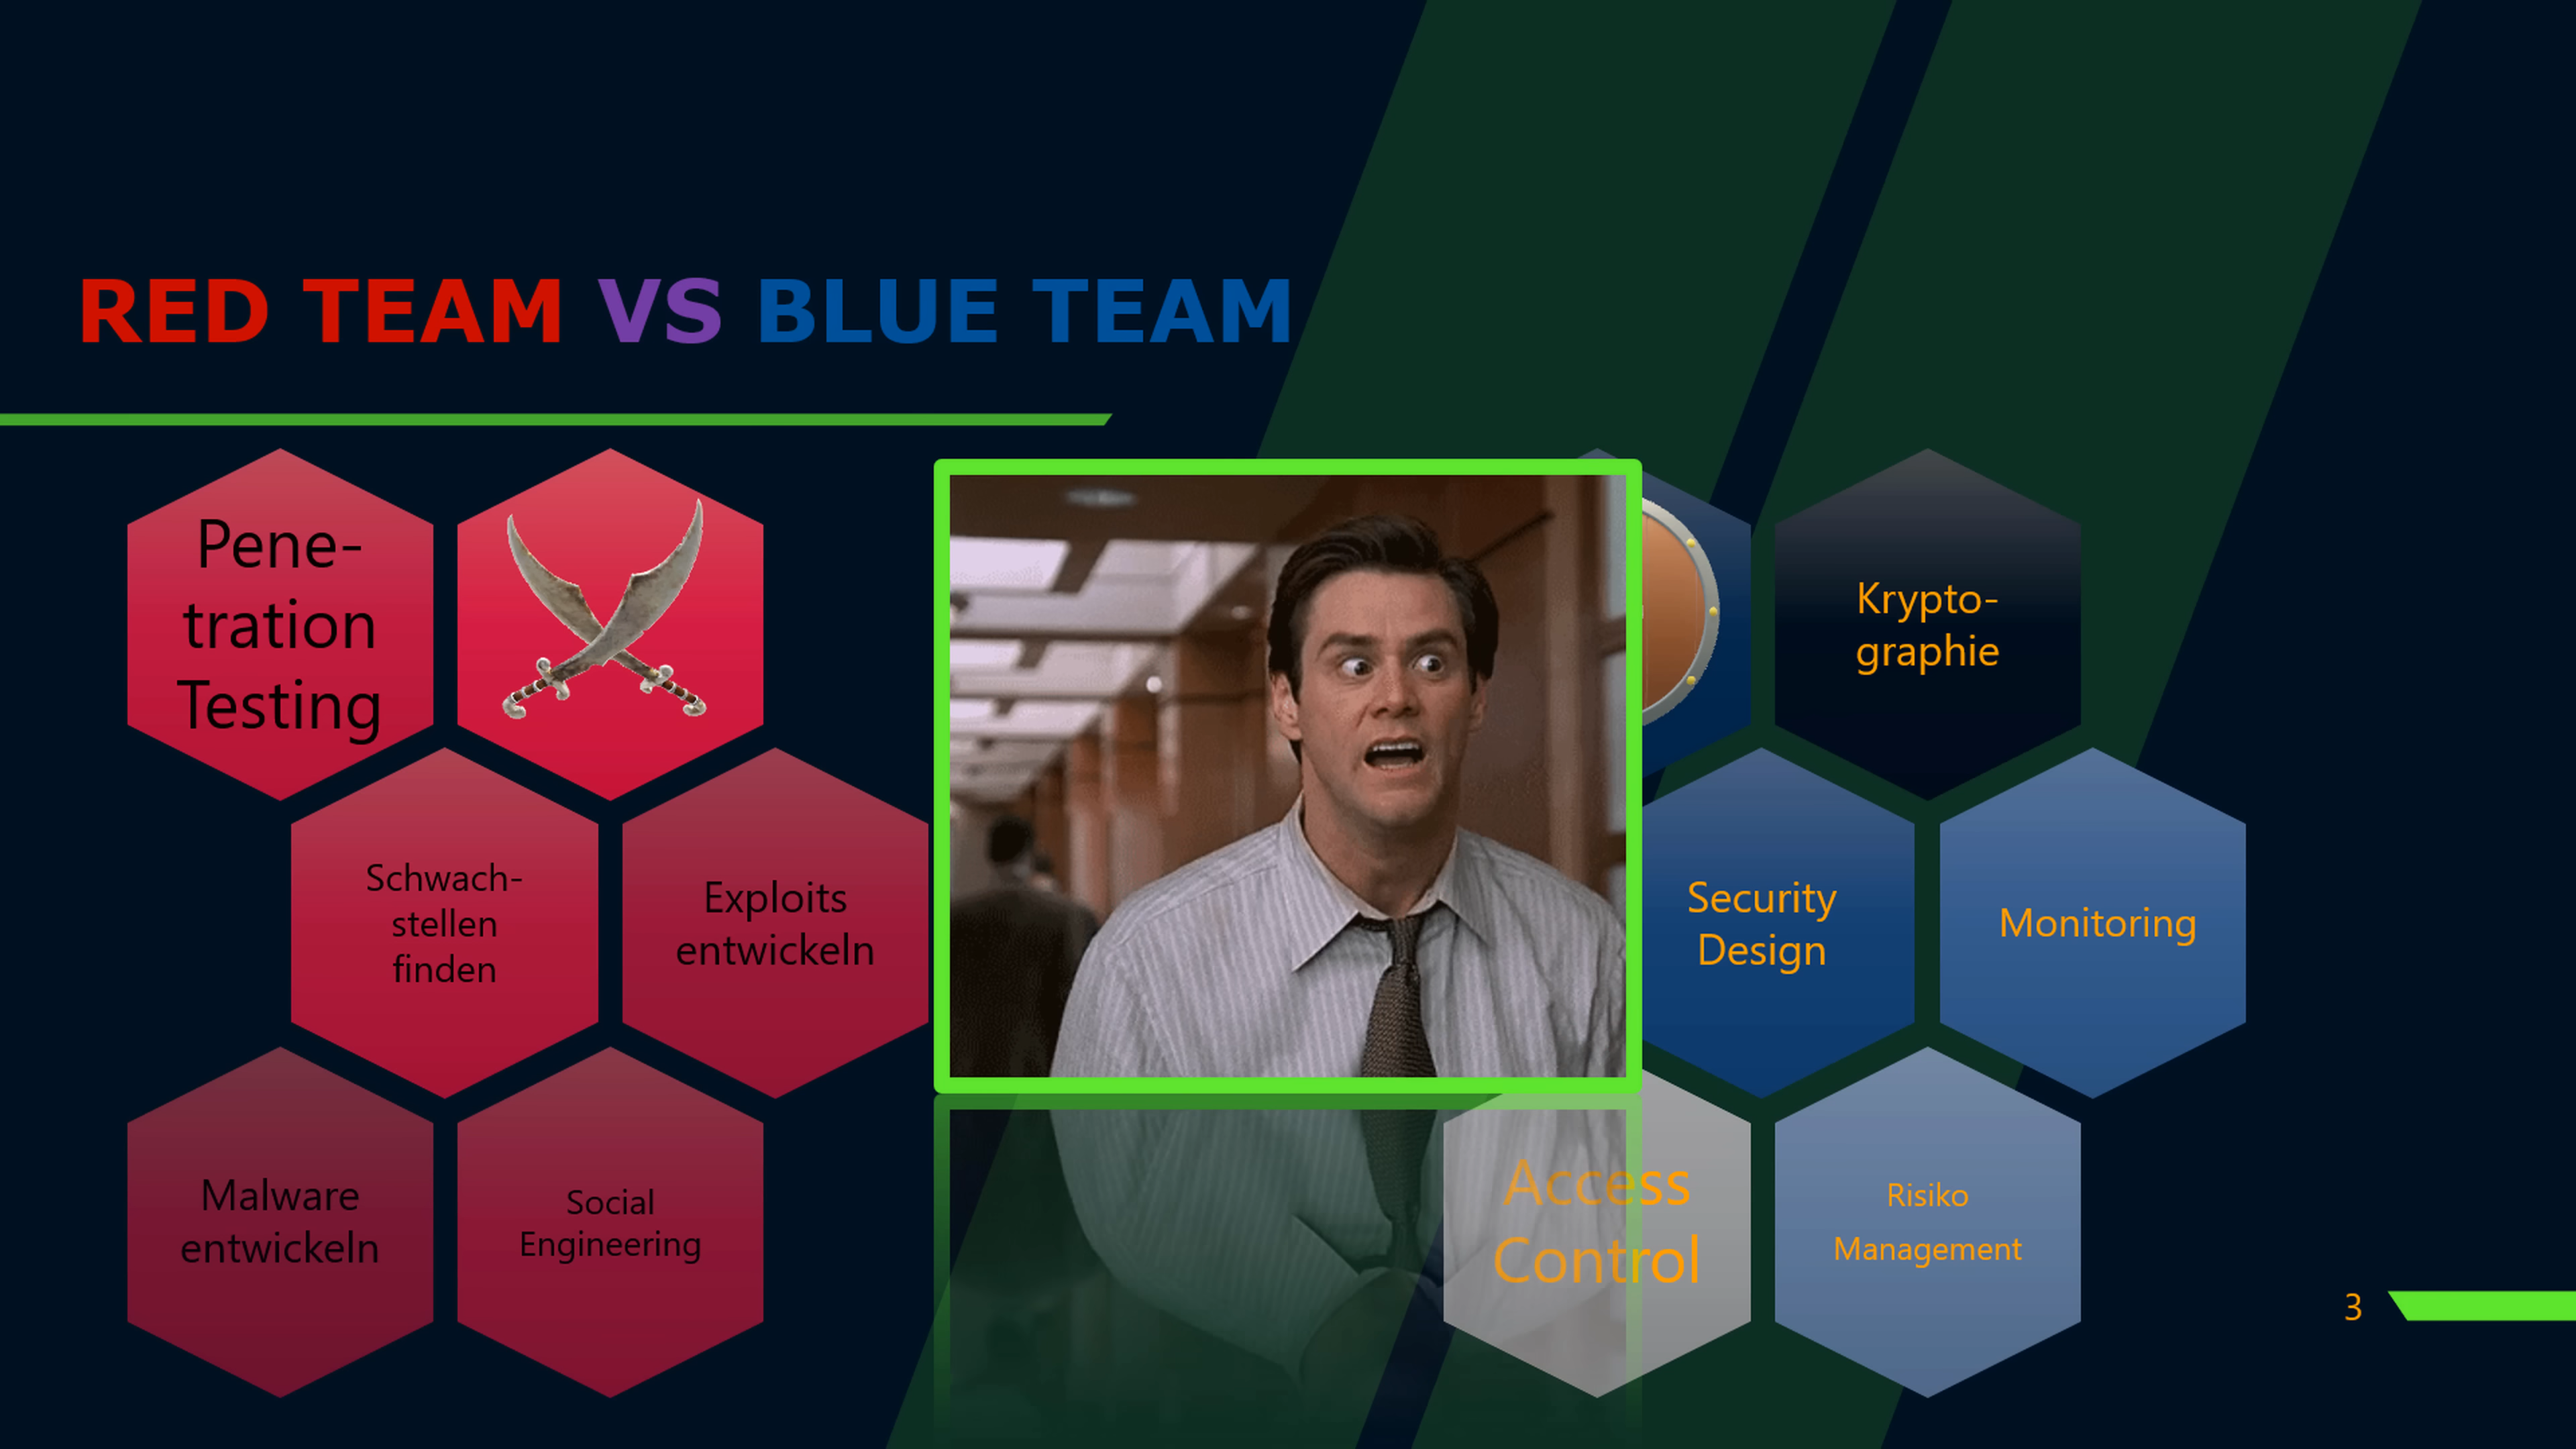 RED TEAM VS BLUE TEAM
Pene-
tration
Testing
Schwach-
stellen
finden
Exploits
entwickeln
Malware
entwickeln
Social
Engineering
Krypto-
graphie
Security
Design
Monitoring
Access
Control
Risiko
Management
3